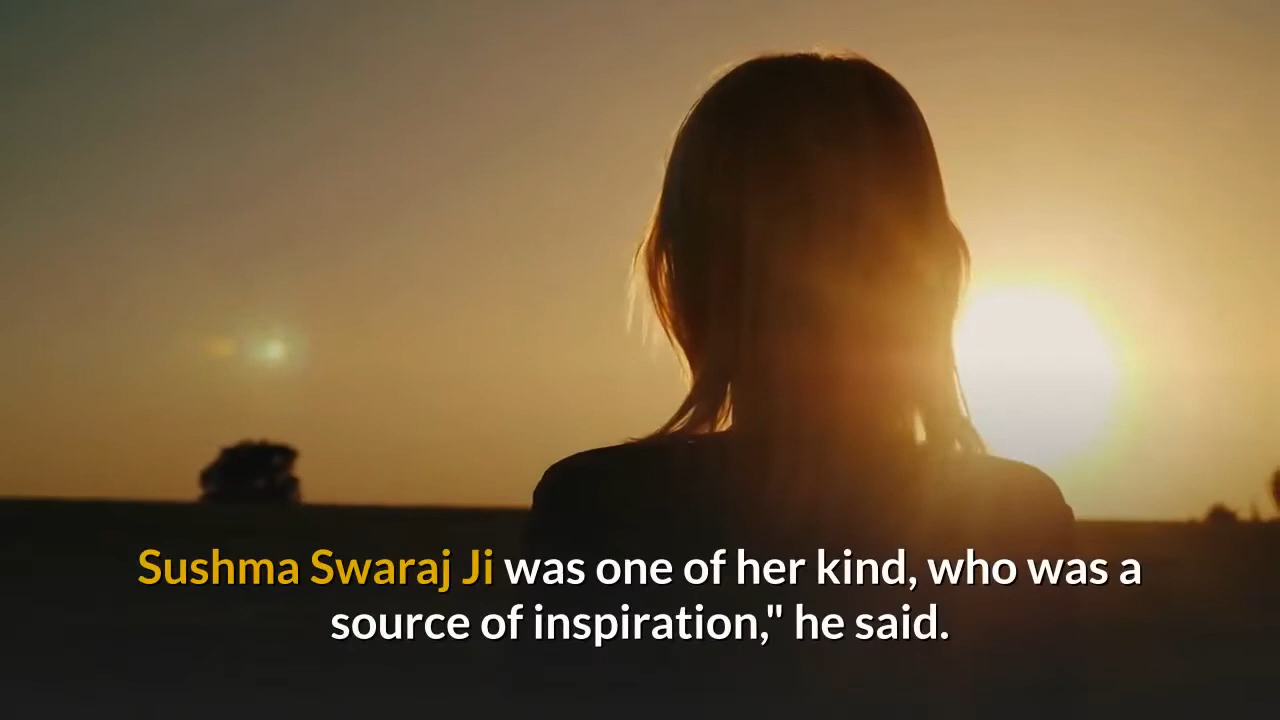 Sushma Swaraj Ji was one of her kind, who was a
source of inspiration," he said.